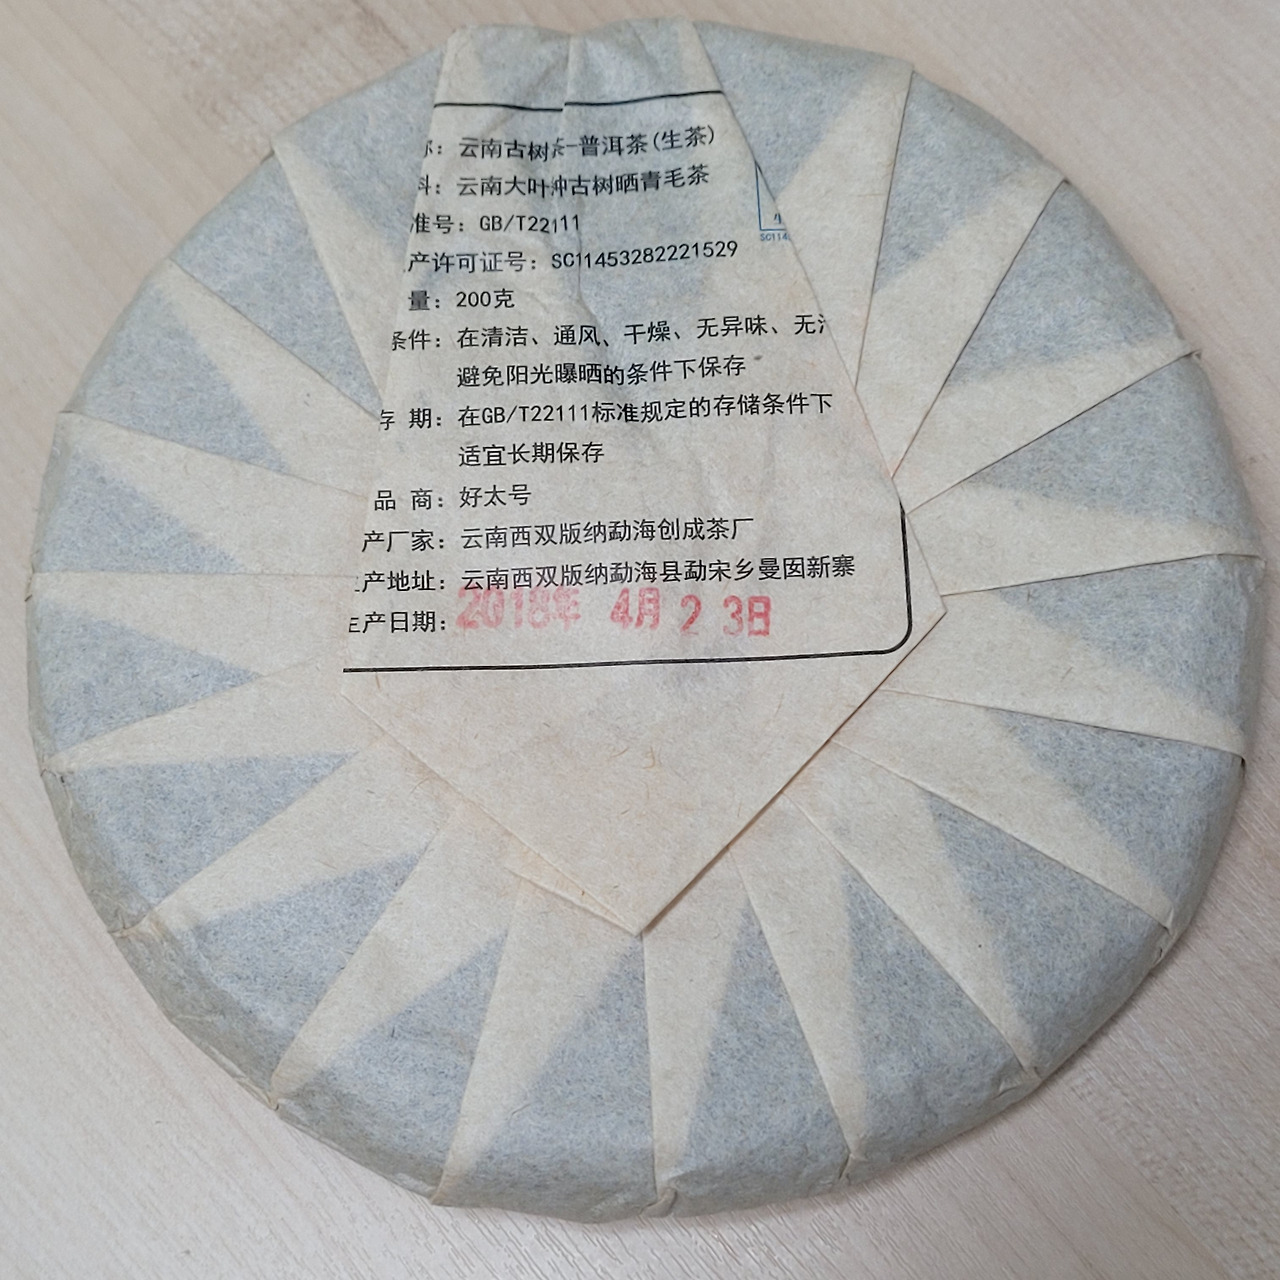 称：云南古树茶-普洱茶(生茶)
料：云南大叶种古树晒青毛茶
准号：GB/T22111
产许可证号：SC11453282221529
量：200克
条件：在清洁、通风、干燥、无异味、无污
避免阳光曝晒的条件下保存
存 期：在GB/T22111标准规定的存储条件下
适宜长期保存
品 商：好太号
产厂家：云南西双版纳勐海创成茶厂
生产地址：云南西双版纳勐海县勐宋乡曼囡新寨
生产日期：2018年 4月 2 3日
SC114